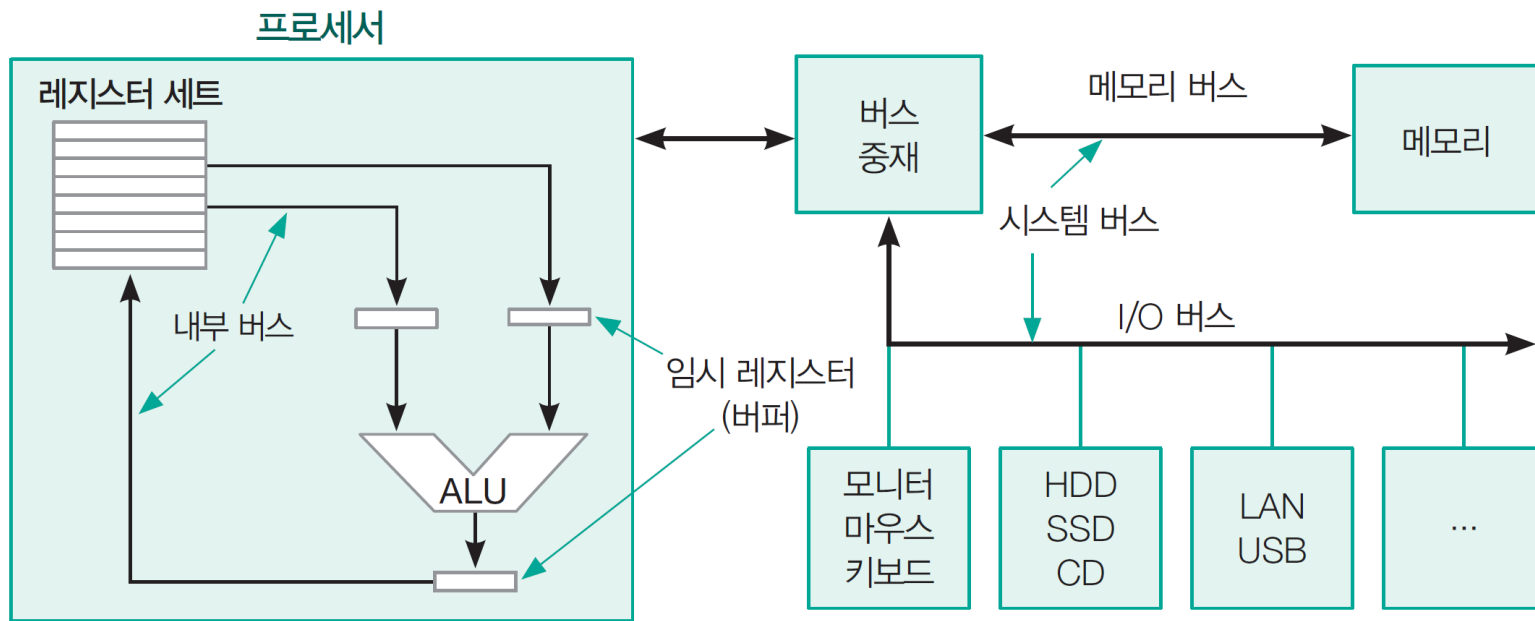 프로세서
레지스터 세트
내부 버스
임시 레지스터
(버퍼)
ALU
버스
중재
메모리 버스
메모리
시스템 버스
I/O 버스
모니터
마우스
키보드
HDD
SSD
CD
LAN
USB
...